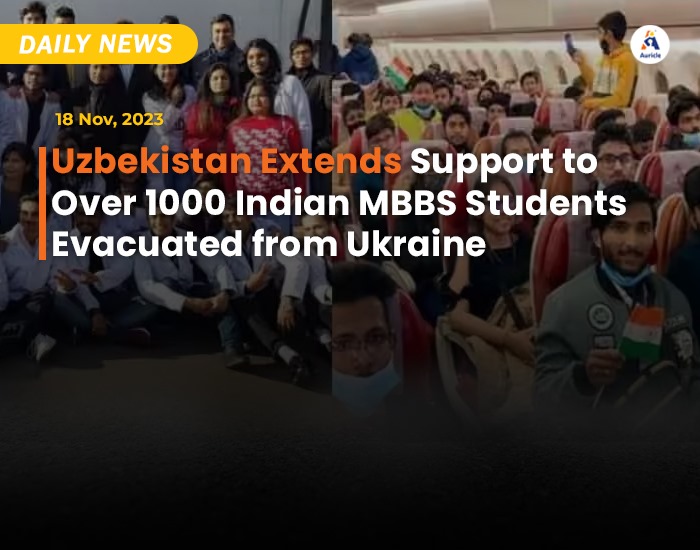 DAILY NEWS
Auricle
18 Nov, 2023
Uzbekistan Extends Support to
Over 1000 Indian MBBS Students
Evacuated from Ukraine